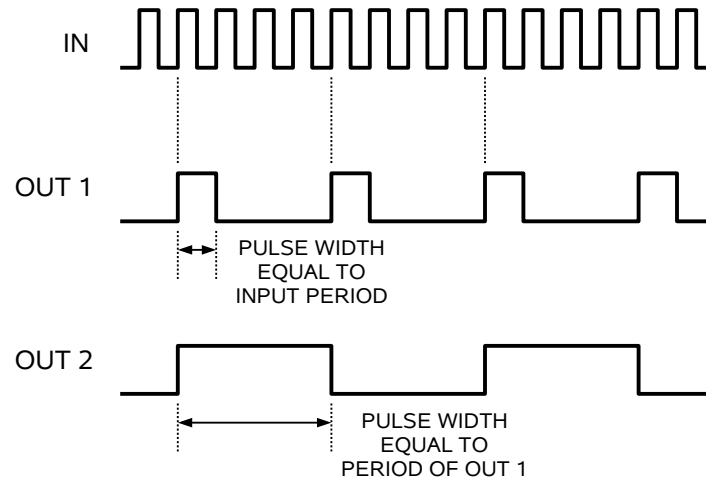 IN
OUT 1
PULSE WIDTH
EQUAL TO
INPUT PERIOD
OUT 2
PULSE WIDTH
EQUAL TO
PERIOD OF OUT 1